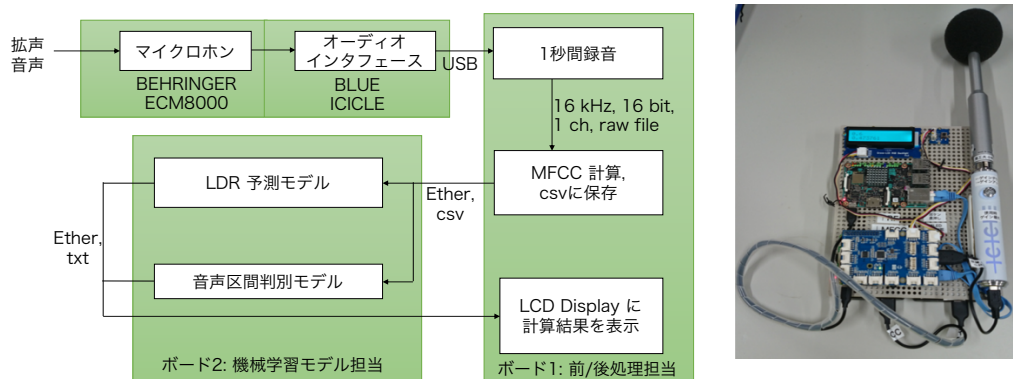 拡声
音声
マイクロホン
BEHRINGER
ECM8000
オーディオ
インタフェース
BLUE
ICICLE
USB
1秒間録音
16 kHz, 16 bit,
1 ch, raw file
MFCC 計算,
csvに保存
Ether,
csv
LDR 予測モデル
音声区間判別モデル
Ether,
txt
LCD Display に
計算結果を表示
ボード2: 機械学習モデル担当
ボード1: 前/後処理担当